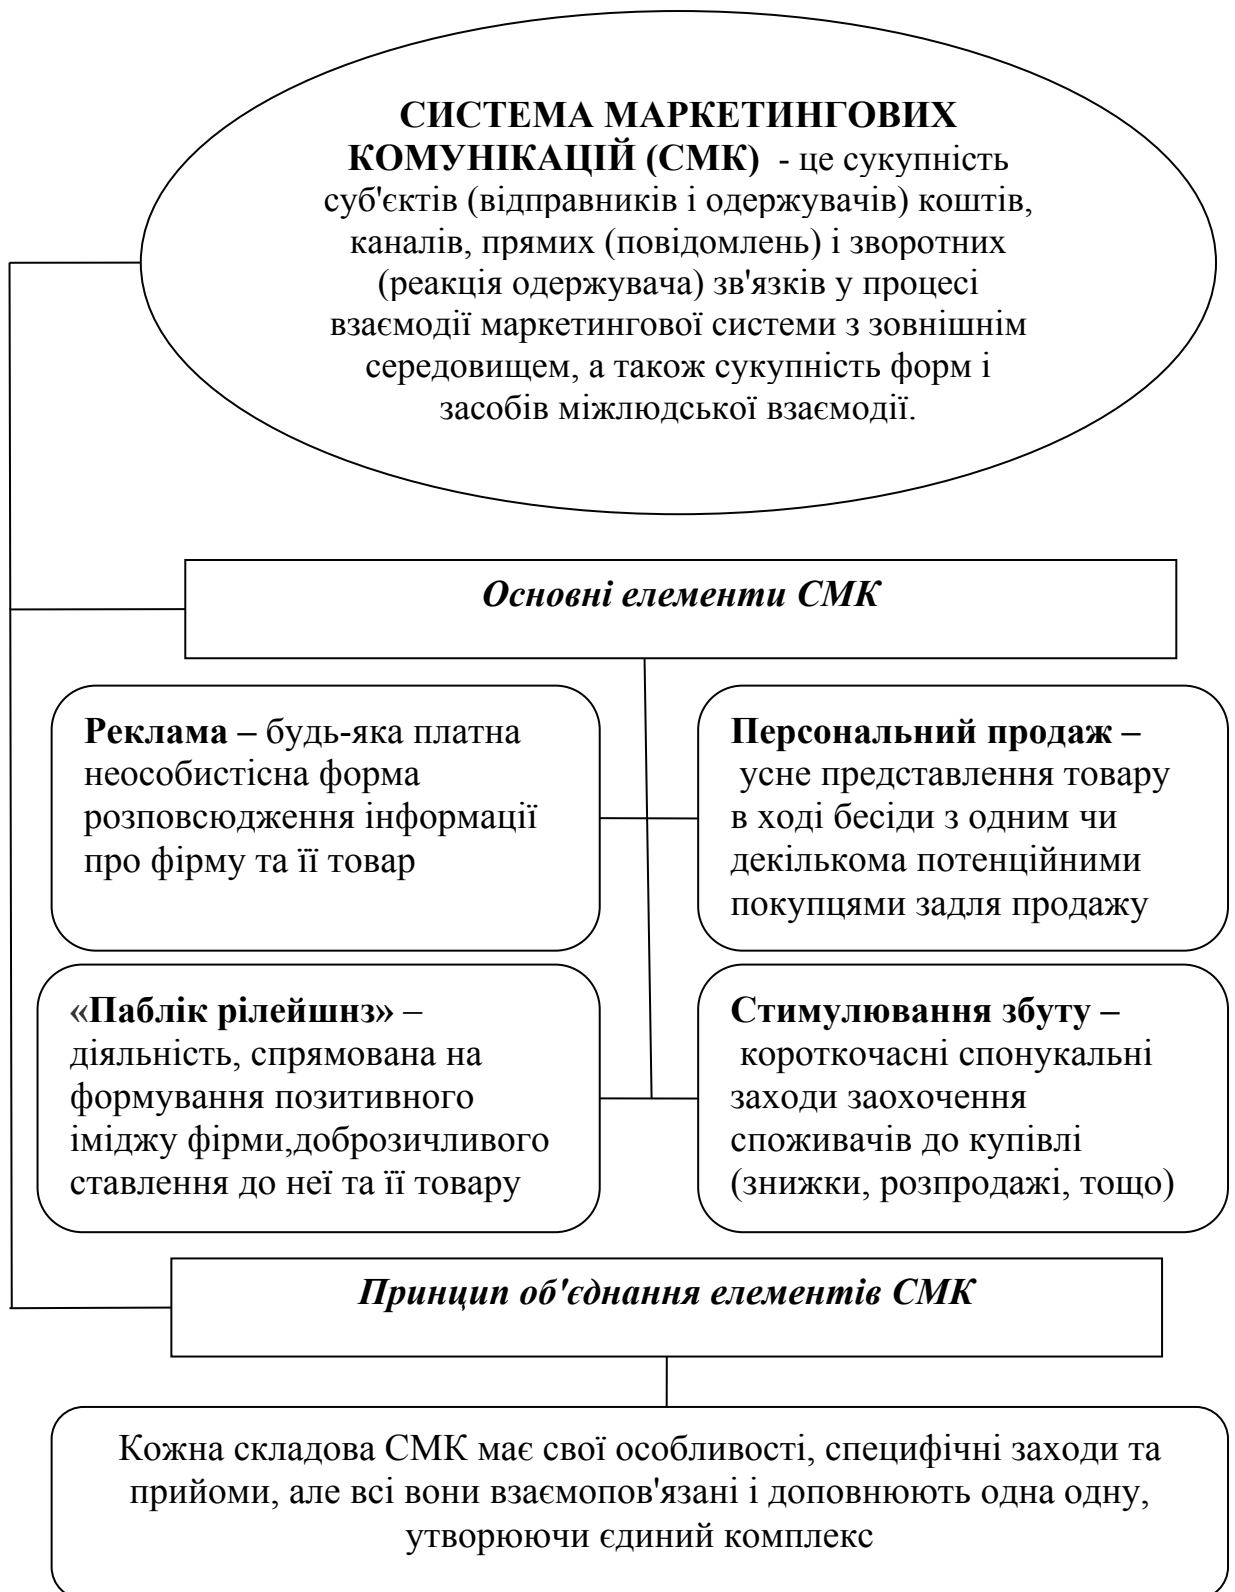 СИСТЕМА МАРКЕТИНГОВИХ
КОМУНІКАЦІЙ (СМК) - це сукупність
суб'єктів (відправників і одержувачів) коштів,
каналів, прямих (повідомлень) і зворотних
(реакція одержувача) зв'язків у процесі
взаємодії маркетингової системи з зовнішнім
середовищем, а також сукупність форм і
засобів міжлюдської взаємодії.
Основні елементи СМК
Реклама – будь-яка платна
неособистісна форма
розповсюдження інформації
про фірму та її товар
Персональний продаж –
усне представлення товару
в ході бесіди з одним чи
декількома потенційними
покупцями задля продажу
«Паблік рілейшнз» –
діяльність, спрямована на
формування позитивного
іміджу фірми,доброзичливого
ставлення до неї та її товару
Стимулювання збуту –
короткочасні спонукальні
заходи заохочення
споживачів до купівлі
(знижки, розпродажі, тощо)
Принцип об'єднання елементів СМК
Кожна складова СМК має свої особливості, специфічні заходи та
прийоми, але всі вони взаємопов'язані і доповнюють одна одну,
утворюючи єдиний комплекс